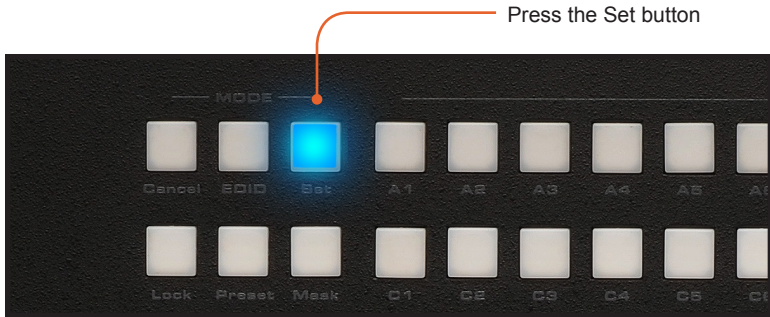 Press the Set button
MODE
Cancel EDID Set A1 A2 A3 A4 A5
Lock Preset Mask C1 C2 C3 C4 C5